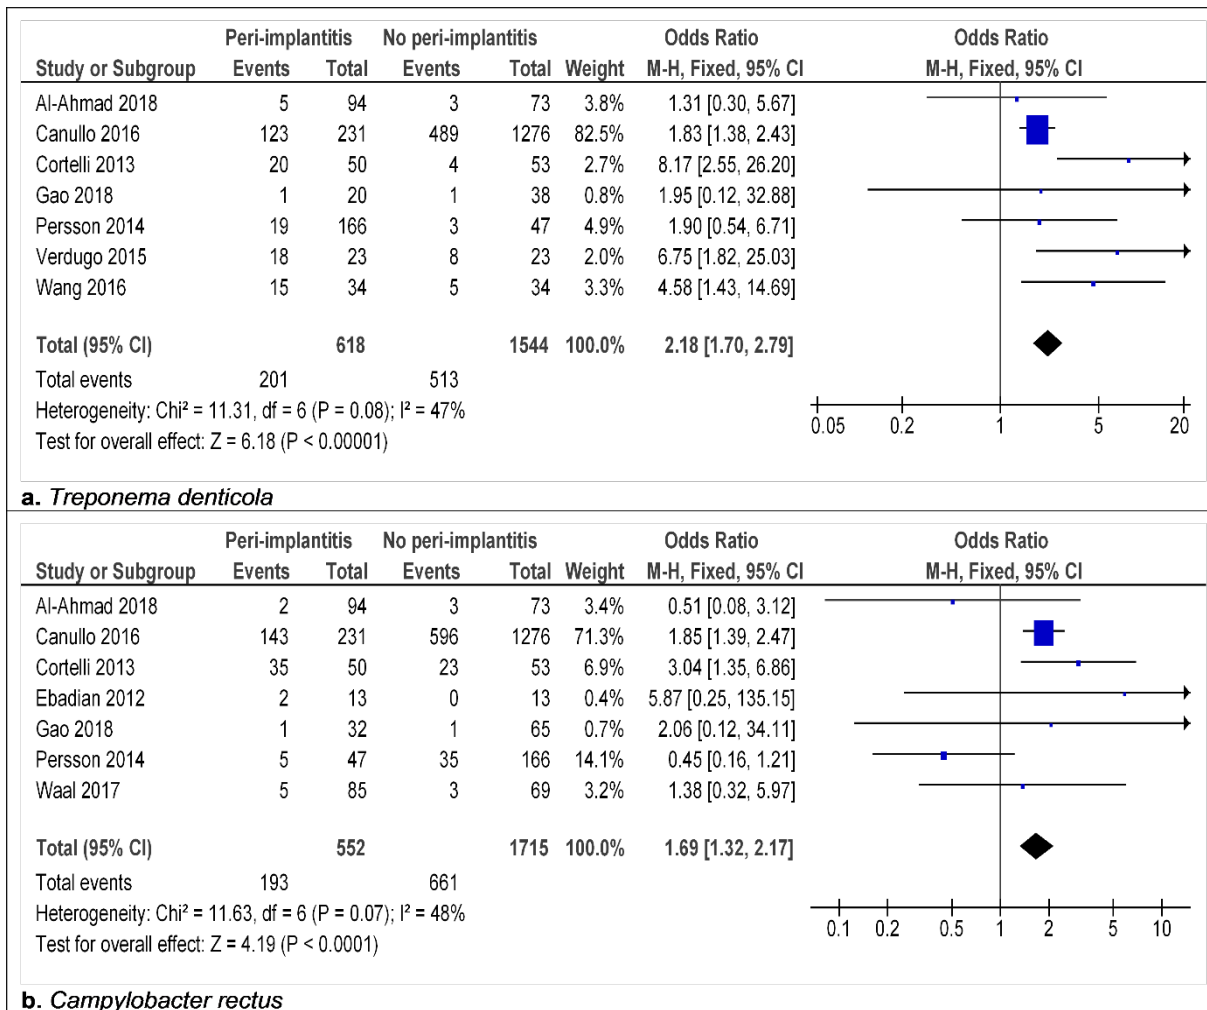 Peri-implantitis No peri-implantitis Odds Ratio Odds Ratio
Study or Subgroup Events Total Events Total Weight M-H, Fixed, 95% CI M-H, Fixed, 95% CI
Al-Ahmad 2018 5 94 3 73 3.8% 1.31 [0.30, 5.67]
Canullo 2016 123 231 489 1276 82.5% 1.83 [1.38, 2.43]
Cortelli 2013 20 50 4 53 2.7% 8.17 [2.55, 26.20]
Gao 2018 1 20 1 38 0.8% 1.95 [0.12, 32.88]
Persson 2014 19 166 3 47 4.9% 1.90 [0.54, 6.71]
Verdugo 2015 18 23 8 23 2.0% 6.75 [1.82, 25.03]
Wang 2016 15 34 5 34 3.3% 4.58 [1.43, 14.69]
Total (95% CI) 618 1544 100.0% 2.18 [1.70, 2.79]
Total events 201 513
Heterogeneity: Chi² = 11.31, df = 6 (P = 0.08); I² = 47%
Test for overall effect: Z = 6.18 (P < 0.00001)
0.05 0.2 1 5 20
a. Treponema denticola
Peri-implantitis No peri-implantitis Odds Ratio Odds Ratio
Study or Subgroup Events Total Events Total Weight M-H, Fixed, 95% CI M-H, Fixed, 95% CI
Al-Ahmad 2018 2 94 3 73 3.4% 0.51 [0.08, 3.12]
Canullo 2016 143 231 596 1276 71.3% 1.85 [1.39, 2.47]
Cortelli 2013 35 50 23 53 6.9% 3.04 [1.35, 6.86]
Ebadian 2012 2 13 0 13 0.4% 5.87 [0.25, 135.15]
Gao 2018 1 32 1 65 0.7% 2.06 [0.12, 34.11]
Persson 2014 5 47 35 166 14.1% 0.45 [0.16, 1.21]
Waal 2017 5 85 3 69 3.2% 1.38 [0.32, 5.97]
Total (95% CI) 552 1715 100.0% 1.69 [1.32, 2.17]
Total events 193 661
Heterogeneity: Chi² = 11.63, df = 6 (P = 0.07); I² = 48%
Test for overall effect: Z = 4.19 (P < 0.0001)
0.1 0.2 0.5 1 2 5 10
b. Campylobacter rectus